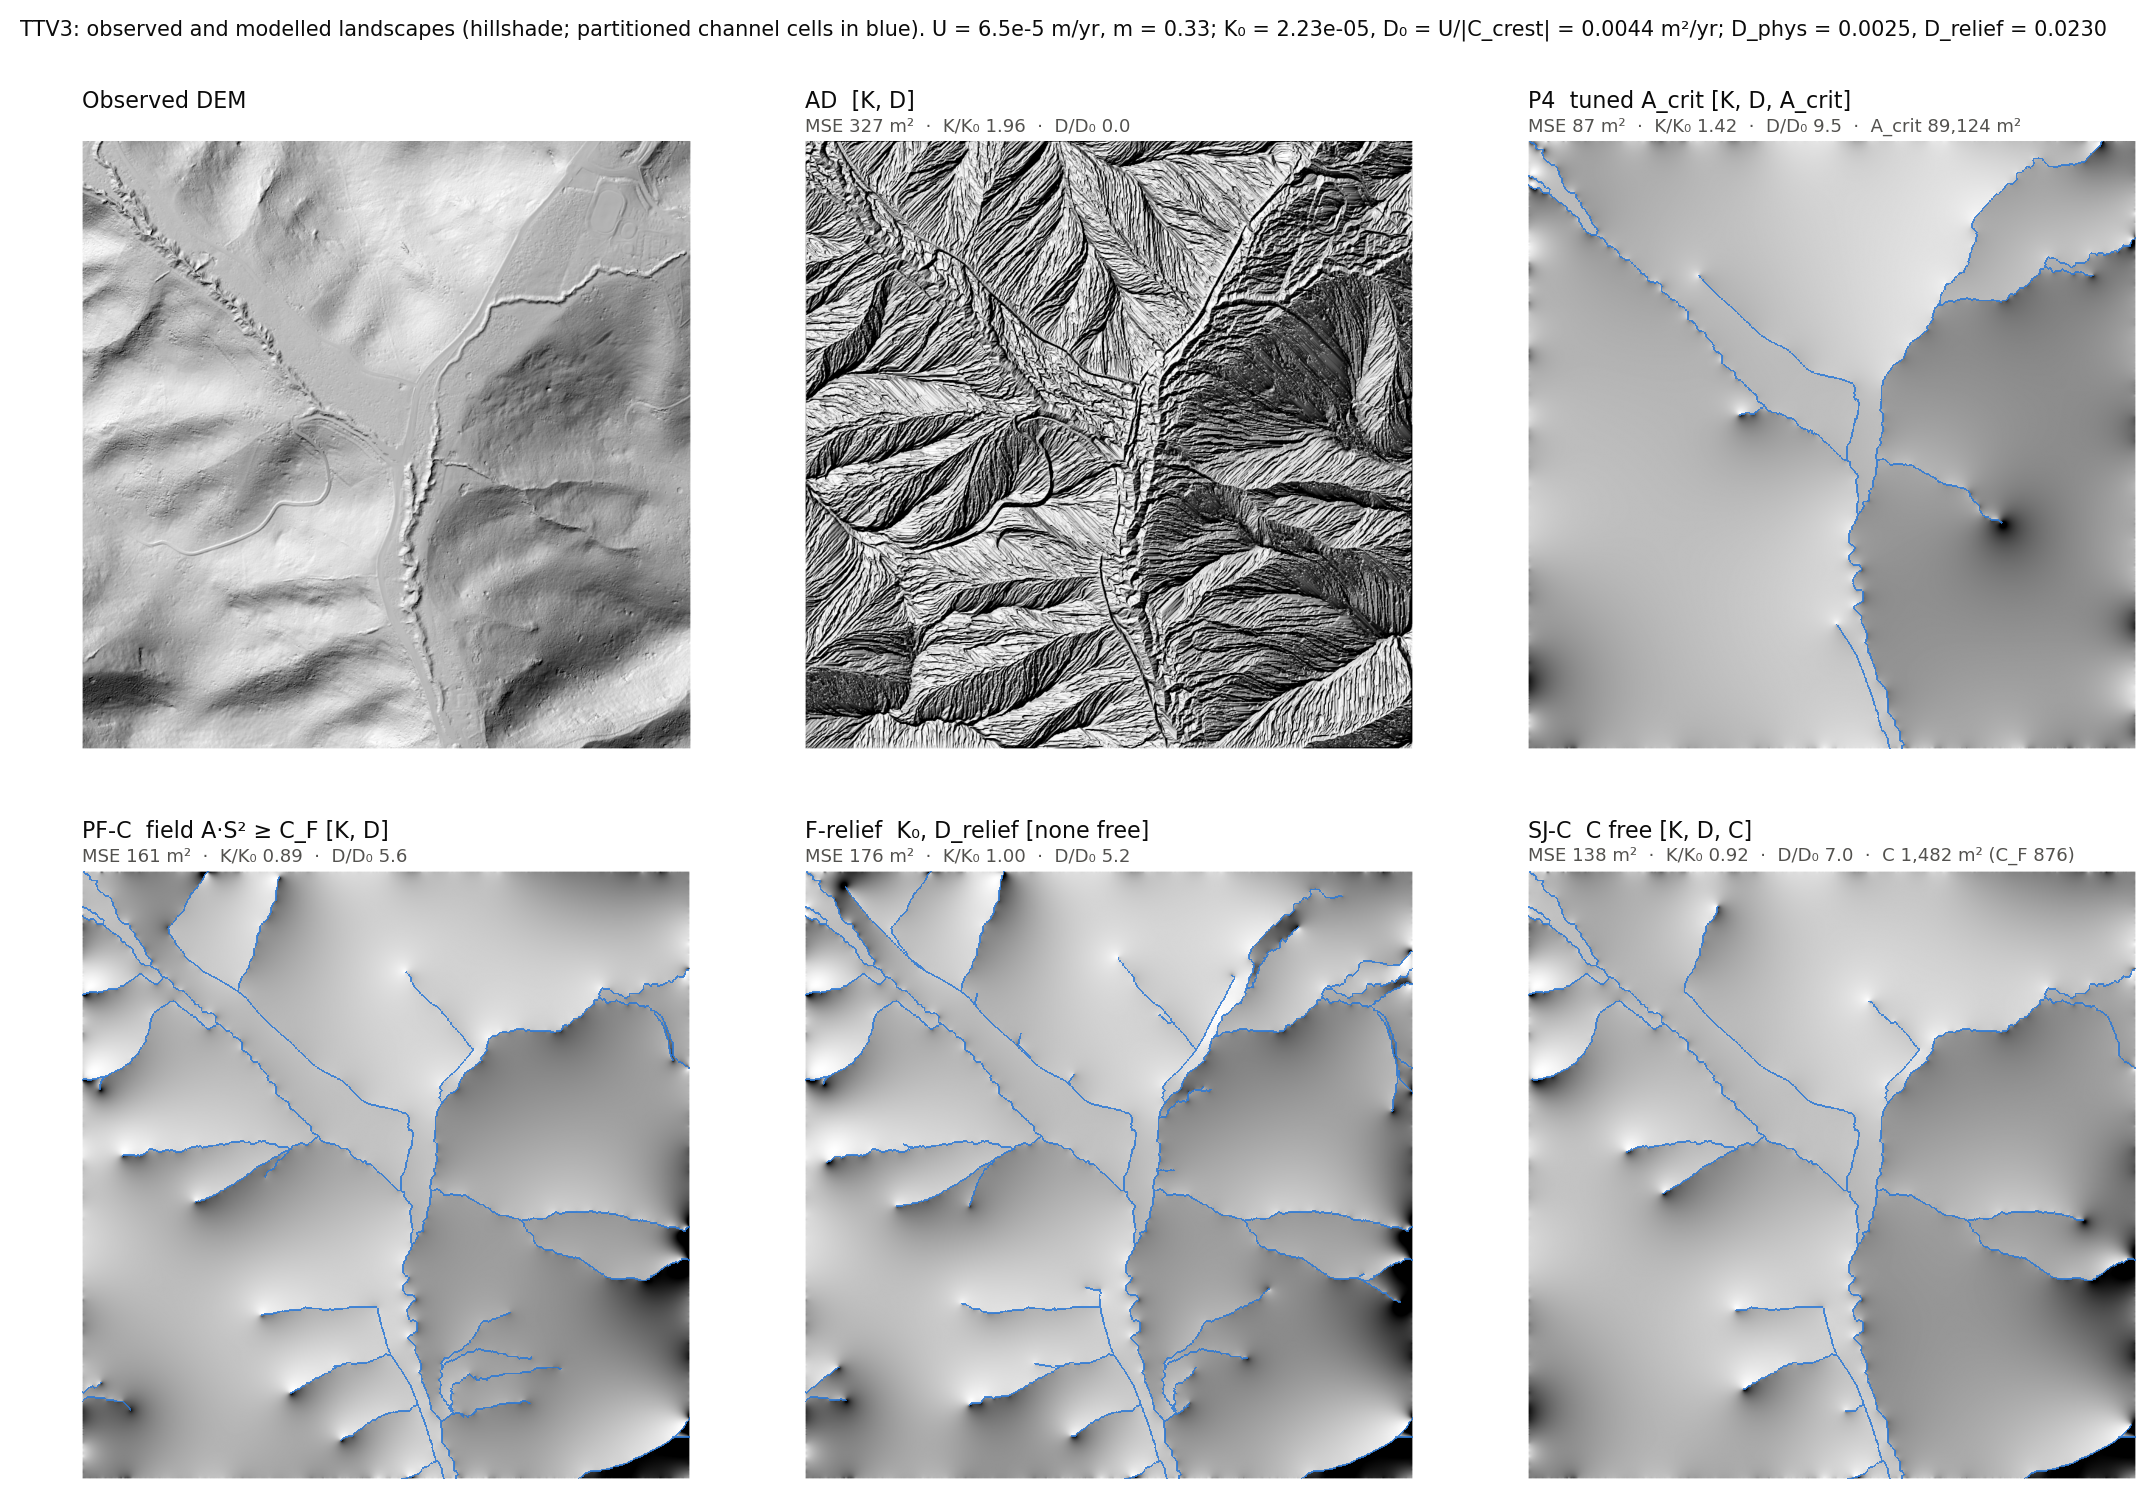 TTV3: observed and modelled landscapes (hillshade; partitioned channel cells in blue). U = 6.5e-5 m/yr, m = 0.33; K₀ = 2.23e-05, D₀ = U/|C_crest| = 0.0044 m²/yr; D_phys = 0.0025, D_relief = 0.0230
Observed DEM
AD [K, D]
MSE 327 m² · K/K₀ 1.96 · D/D₀ 0.0
P4 tuned A_crit [K, D, A_crit]
MSE 87 m² · K/K₀ 1.42 · D/D₀ 9.5 · A_crit 89,124 m²
PF-C field A·S² ≥ C_F [K, D]
MSE 161 m² · K/K₀ 0.89 · D/D₀ 5.6
F-relief K₀, D_relief [none free]
MSE 176 m² · K/K₀ 1.00 · D/D₀ 5.2
SJ-C C free [K, D, C]
MSE 138 m² · K/K₀ 0.92 · D/D₀ 7.0 · C 1,482 m² (C_F 876)